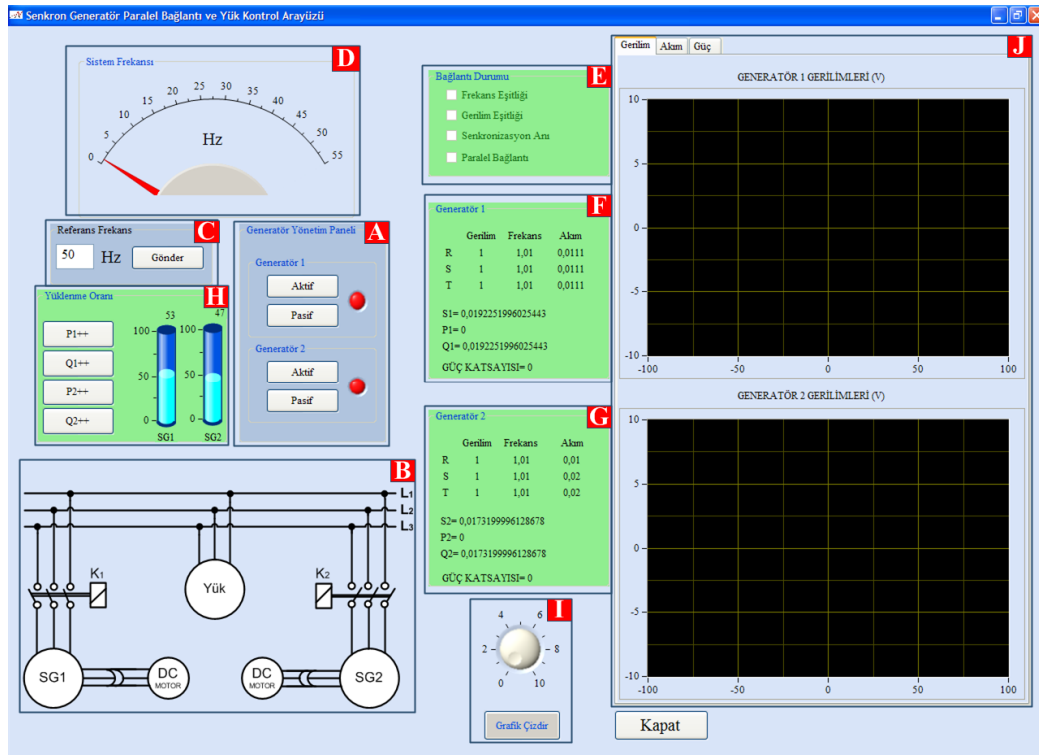 Senkron Generatör Paralel Bağlantı ve Yük Kontrol Arayüzü
D
Sistem Frekansı
0 5 10 15 20 25 30 35 40 45 50 55
Hz
C
Referans Frekans
50 Hz Gönder
A
Generatör Yönetim Paneli
Generatör 1
Aktif
Pasif
Generatör 2
Aktif
Pasif
H
Yüklenme Oranı
P1++
Q1++
P2++
Q2++
53 47
100 100
50 50
0 0
SG1 SG2
B
L1
L2
L3
K1
Yük
K2
SG1
DC
MOTOR
DC
MOTOR
SG2
E
Bağlantı Durumu
Frekans Eşitliği
Gerilim Eşitliği
Senkronizasyon Anı
Paralel Bağlantı
F
Generatör 1
Gerilim Frekans Akım
R 1 1,01 0,0111
S 1 1,01 0,0111
T 1 1,01 0,0111
S1= 0,0192251996025443
P1= 0
Q1= 0,0192251996025443
GÜÇ KATSAYISI= 0
G
Generatör 2
Gerilim Frekans Akım
R 1 1,01 0,01
S 1 1,01 0,02
T 1 1,01 0,02
S2= 0,0173199996128678
P2= 0
Q2= 0,0173199996128678
GÜÇ KATSAYISI= 0
I
0 2 4 6 8 10
Grafik Çizdir
J
Gerilim Akım Güç
GENERATÖR 1 GERİLİMLERİ (V)
10
5
0
-5
-10
-100 -50 0 50 100
GENERATÖR 2 GERİLİMLERİ (V)
10
5
0
-5
-10
-100 -50 0 50 100
Kapat